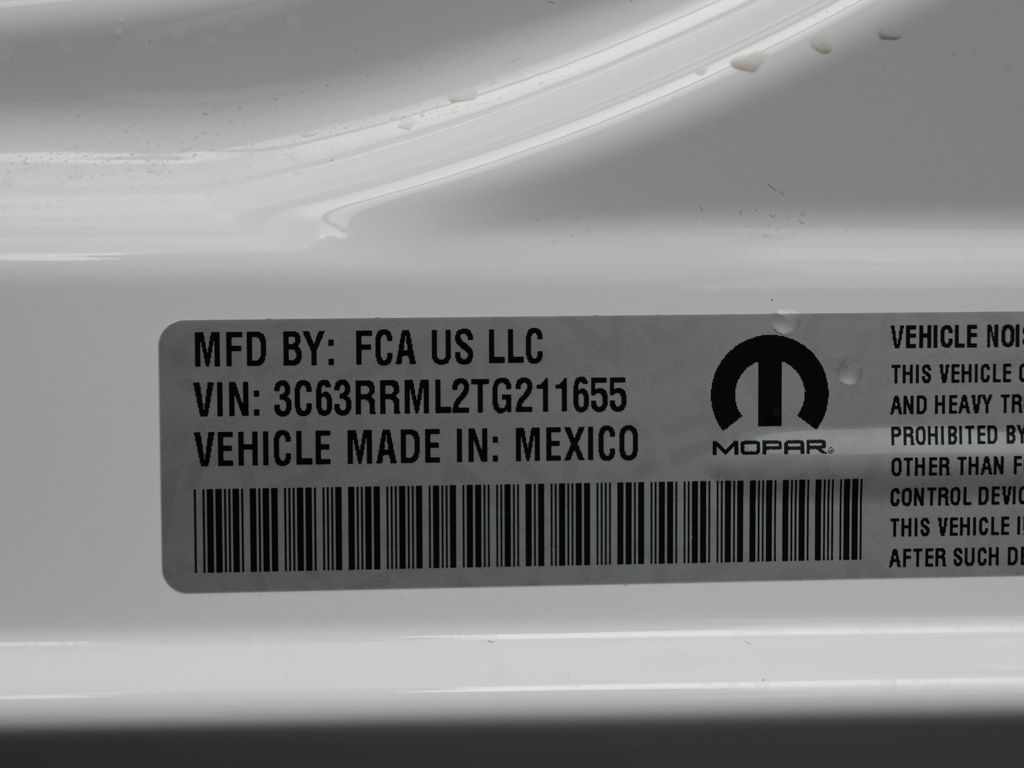 MFD BY: FCA US LLC
VIN: 3C63RRML2TG211655
VEHICLE MADE IN: MEXICO
MOPAR
VEHICLE
THIS VEHICLE
AND HEAVY
PROHIBITED BY
OTHER THAN
CONTROL
THIS VEHICLE
AFTER SUCH